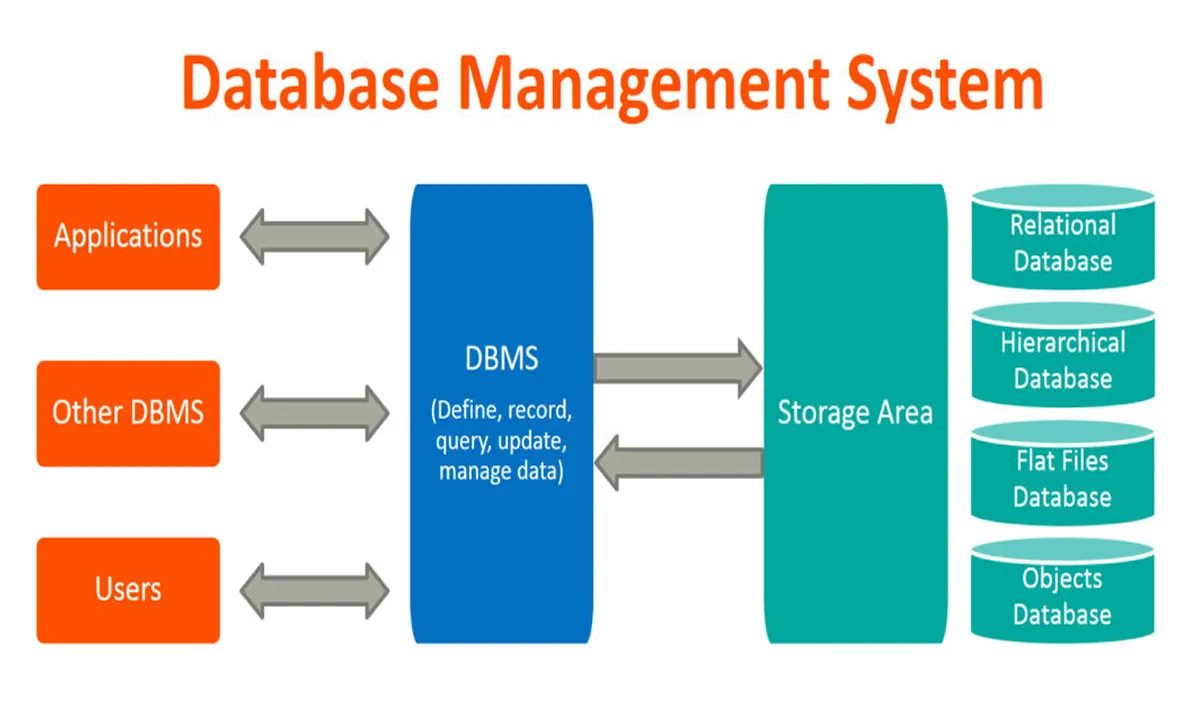 Database Management System
Applications
Other DBMS
Users
DBMS
(Define, record,
query, update,
manage data)
Storage Area
Relational
Database
Hierarchical
Database
Flat Files
Database
Objects
Database